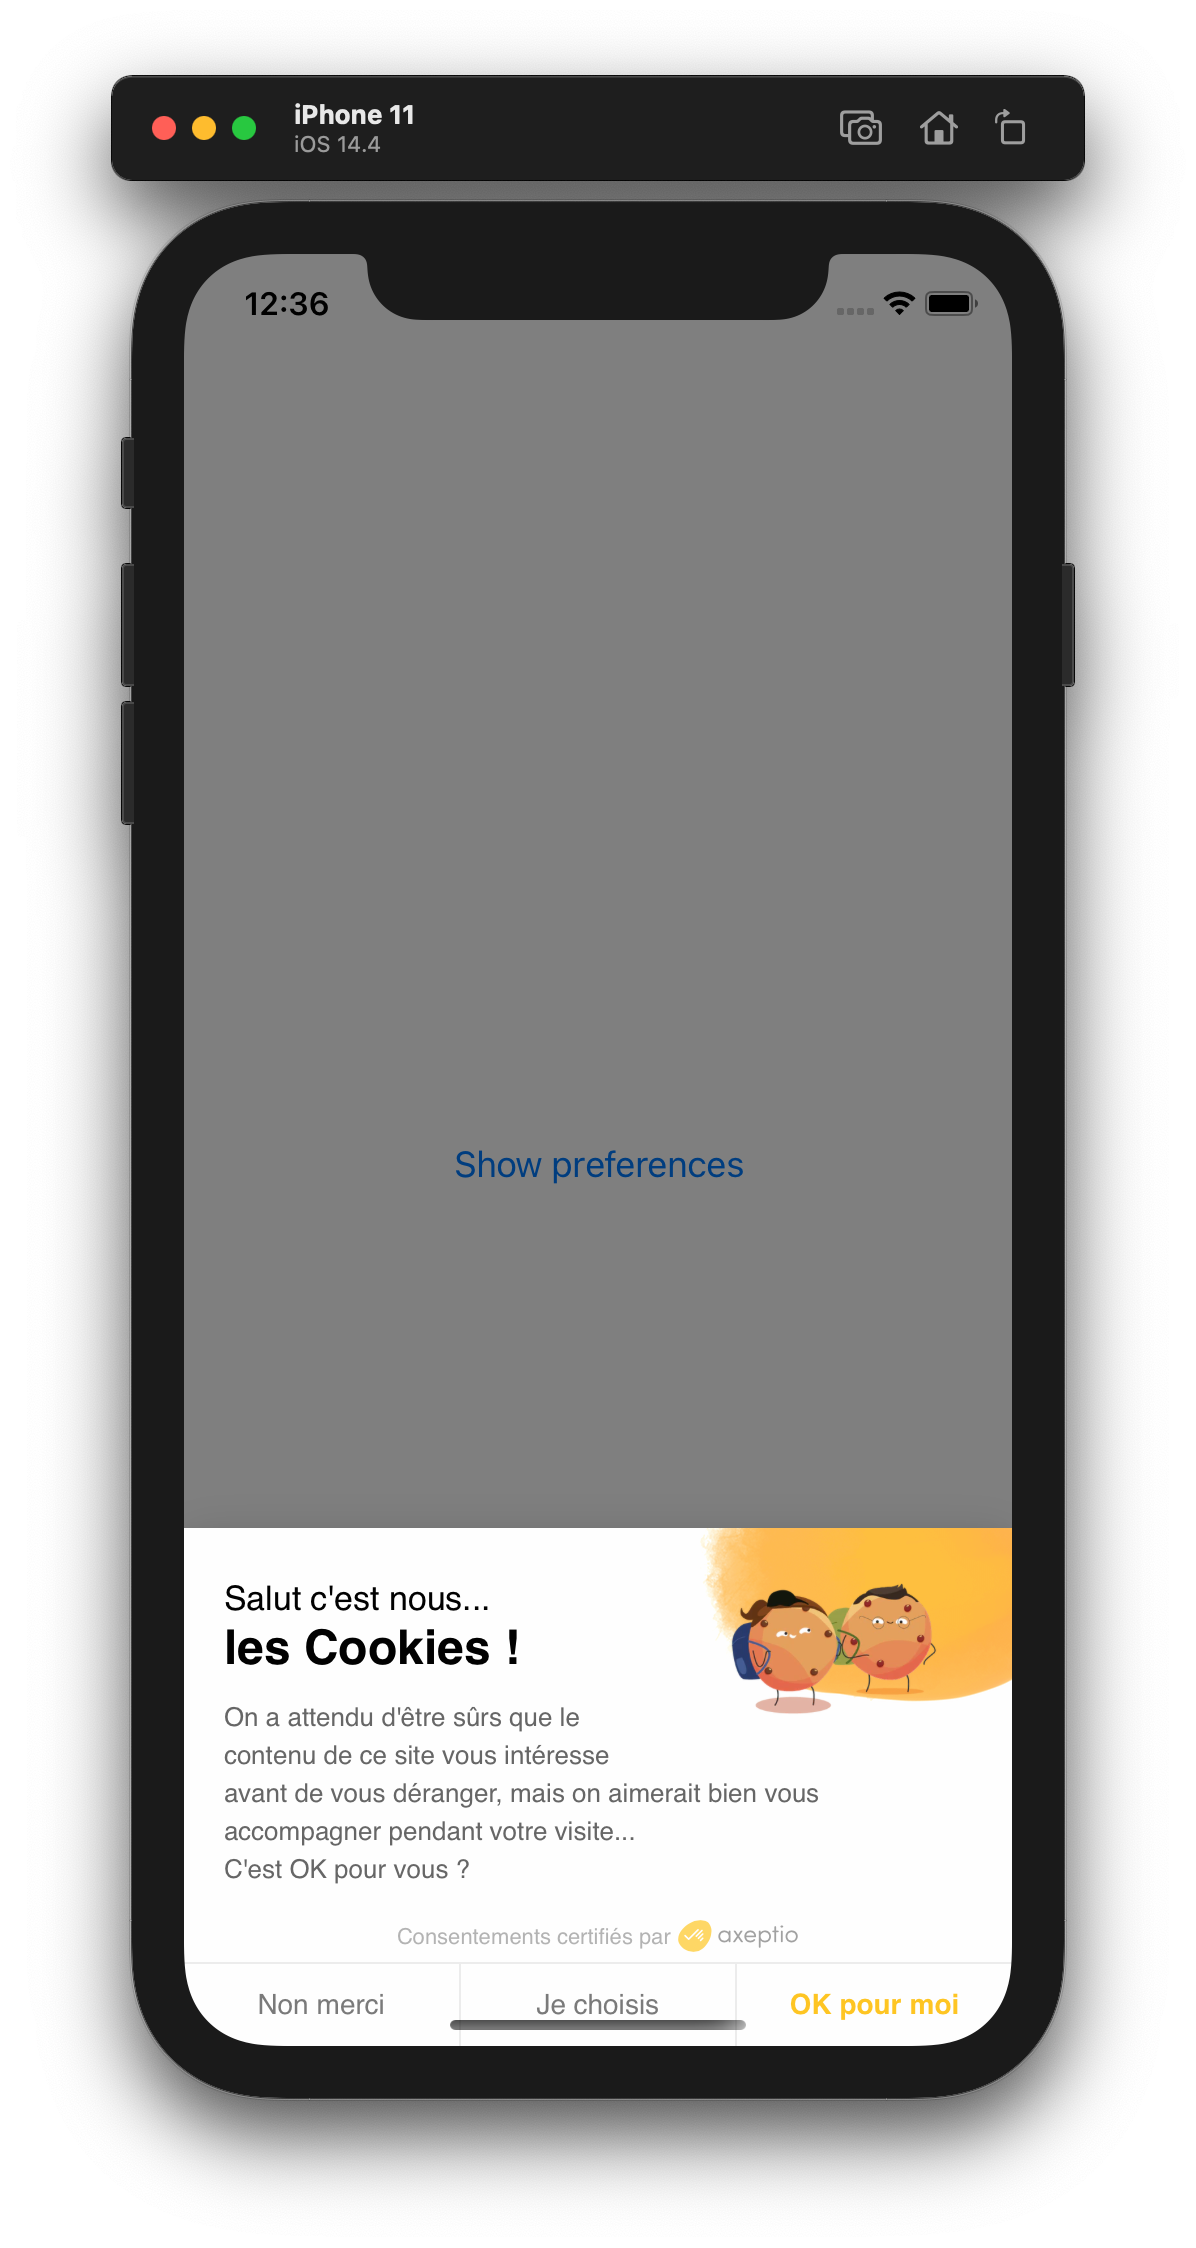 iPhone 11
iOS 14.4
12:36
Show preferences
Salut c'est nous...
les Cookies !
On a attendu d'être sûrs que le
contenu de ce site vous intéresse
avant de vous déranger, mais on aimerait bien vous
accompagner pendant votre visite...
C'est OK pour vous ?
Consentements certifiés par axeptio
Non merci
Je choisis
OK pour moi